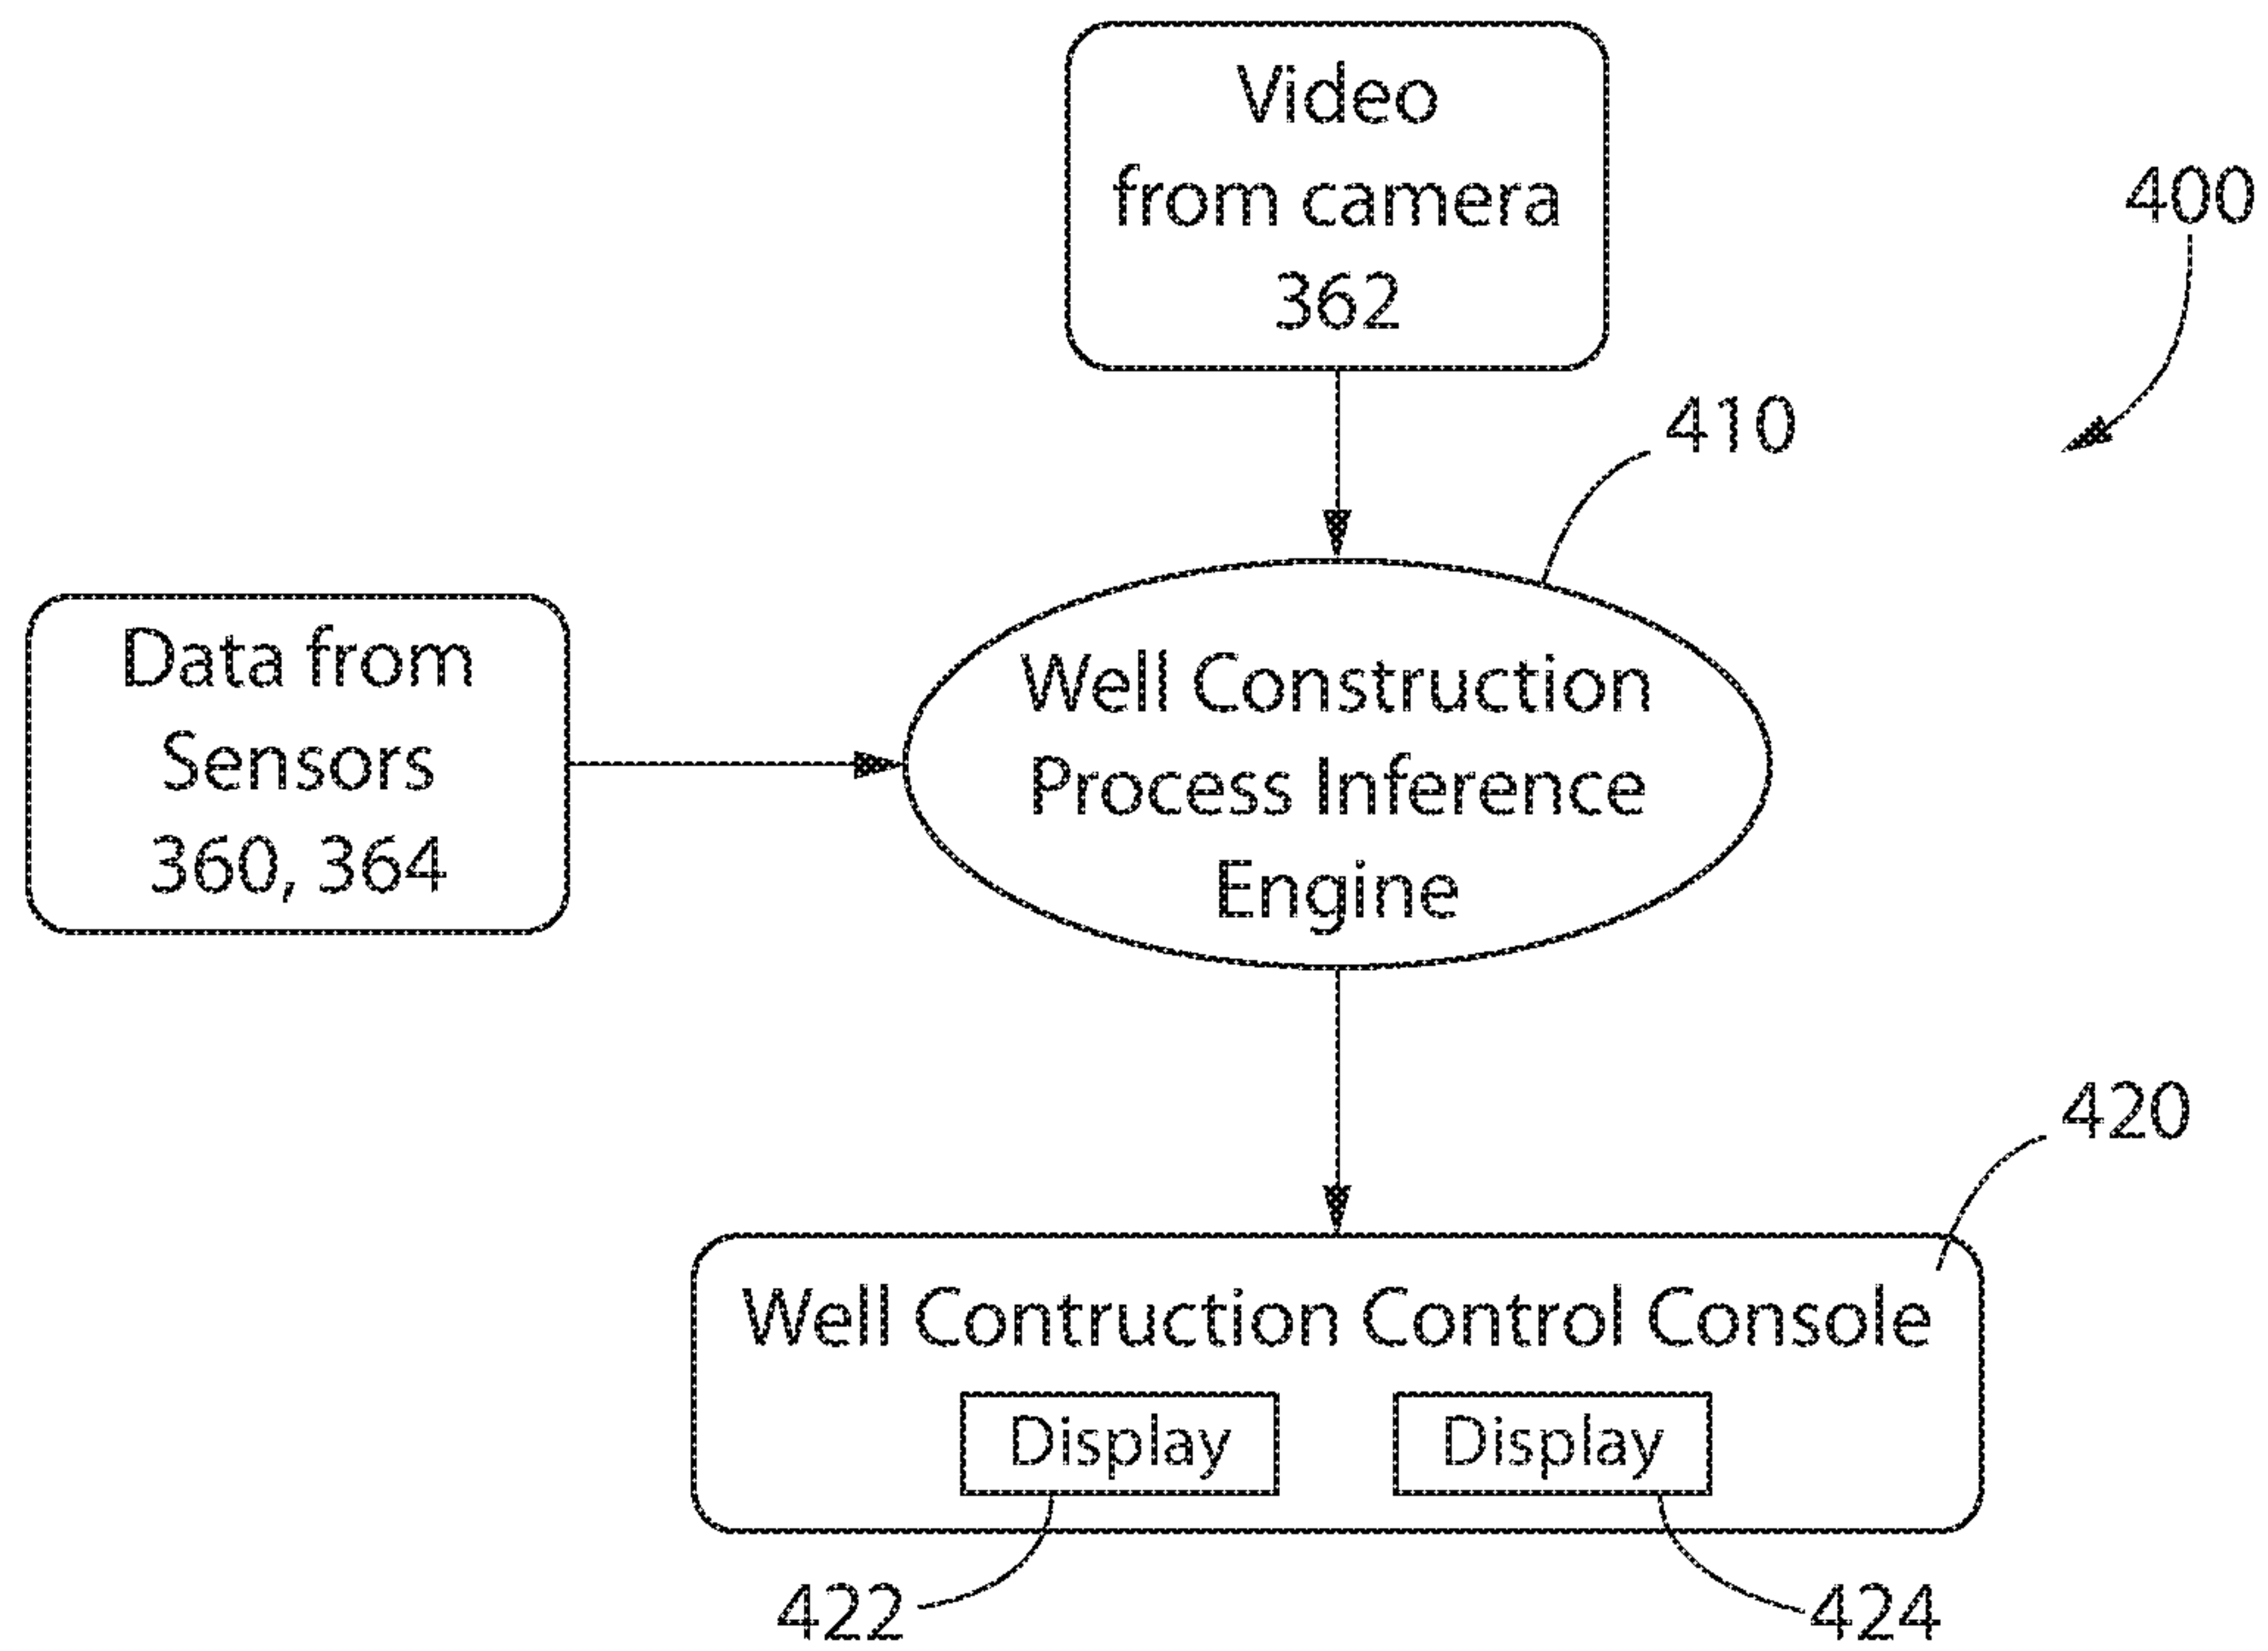 Video
from camera
362
400
410
Data from
Sensors
360, 364
Well Construction
Process Inference
Engine
420
Well Contruction Control Console
Display
Display
422
424